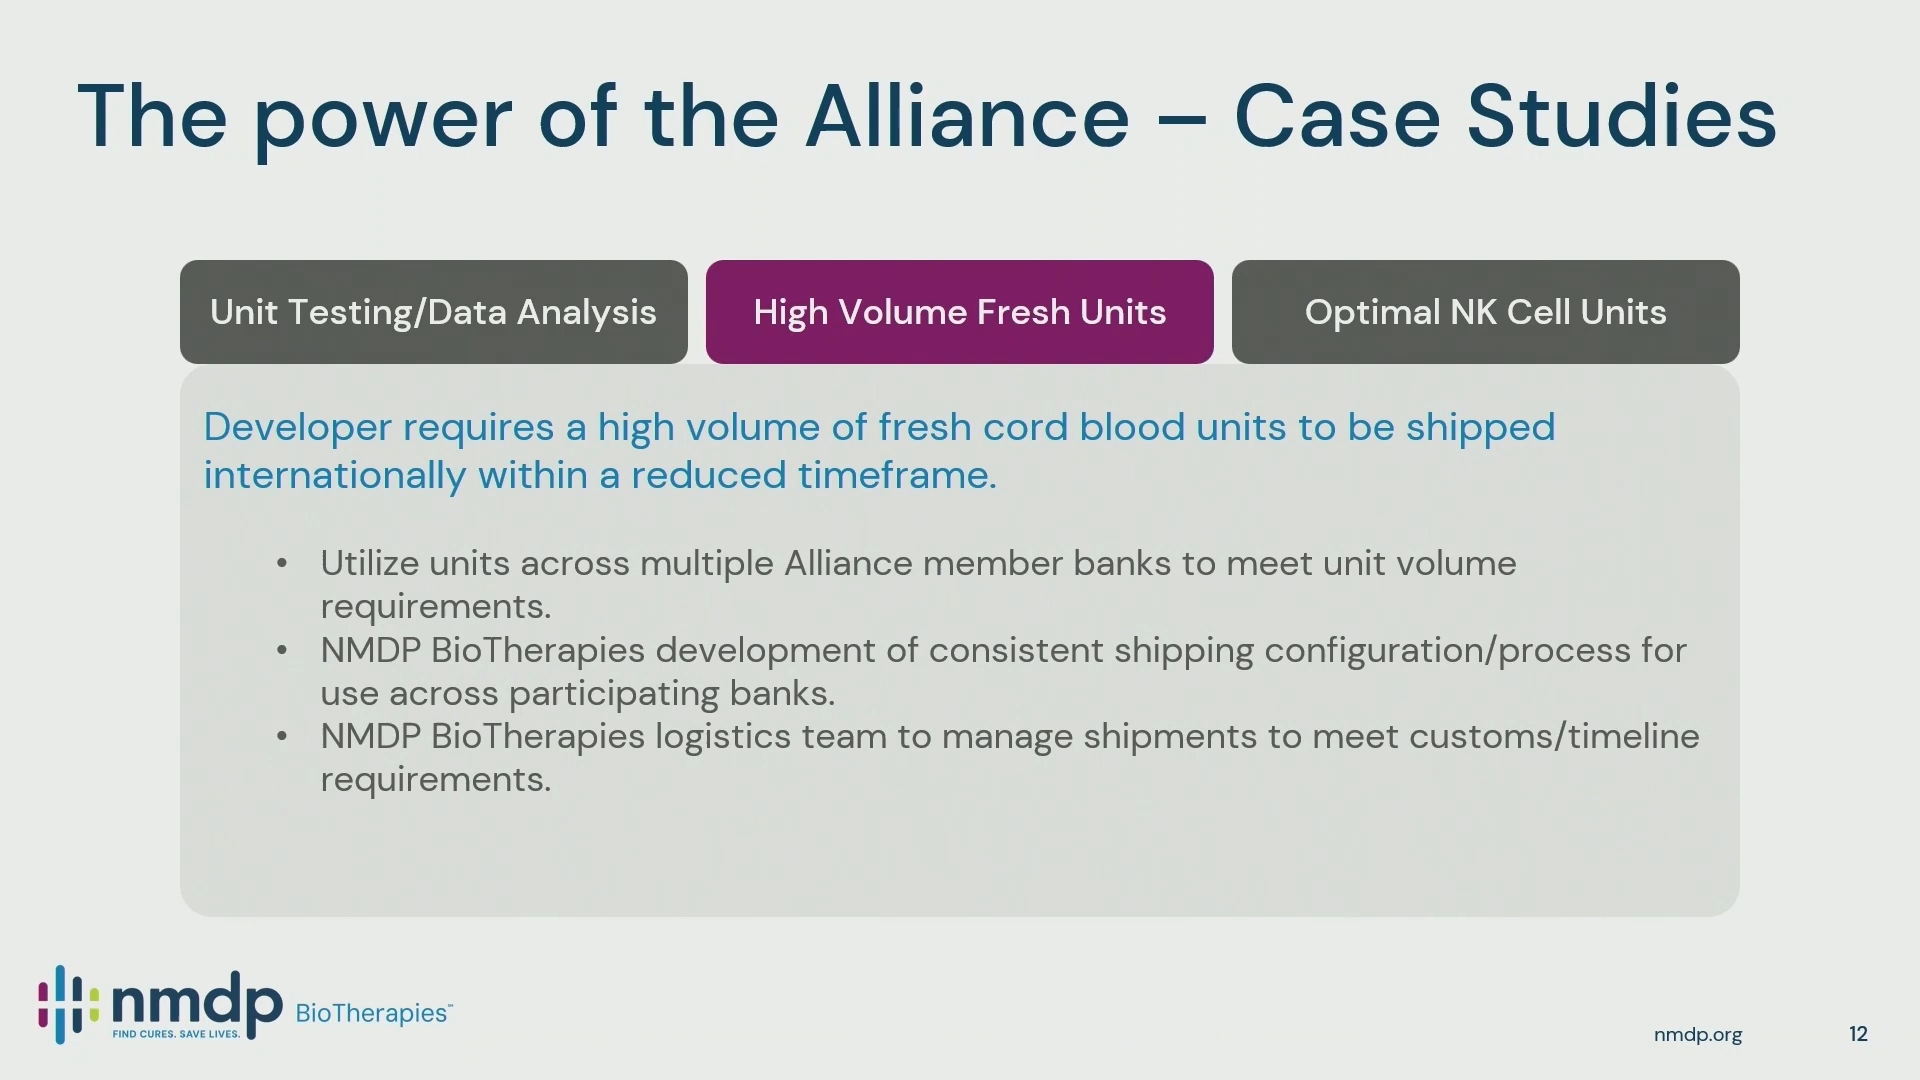 The power of the Alliance – Case Studies
Unit Testing/Data Analysis
High Volume Fresh Units
Optimal NK Cell Units
Developer requires a high volume of fresh cord blood units to be shipped
internationally within a reduced timeframe.
• Utilize units across multiple Alliance member banks to meet unit volume
requirements.
• NMDP BioTherapies development of consistent shipping configuration/process for
use across participating banks.
• NMDP BioTherapies logistics team to manage shipments to meet customs/timeline
requirements.
nmdp BioTherapies™
FIND CURES. SAVE LIVES.
nmdp.org
12